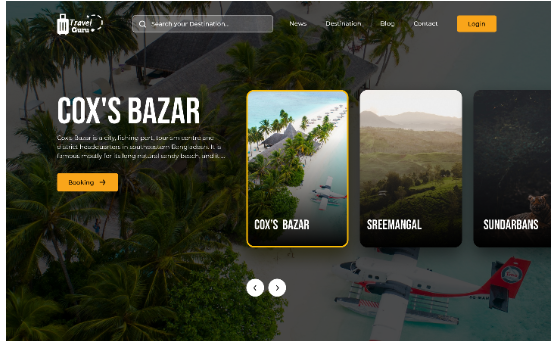 Travel
Guru
Search your Destination...
News
Destination
Blog
Contact
Login
COX'S BAZAR
Cox's Bazar is a city, fishing port, tourism centre and
district headquarters in southeastern Bangladesh. It is
famous mostly for its long natural sandy beach, and it ...
Booking →
COX'S BAZAR
SREEMANGAL
SUNDARBANS